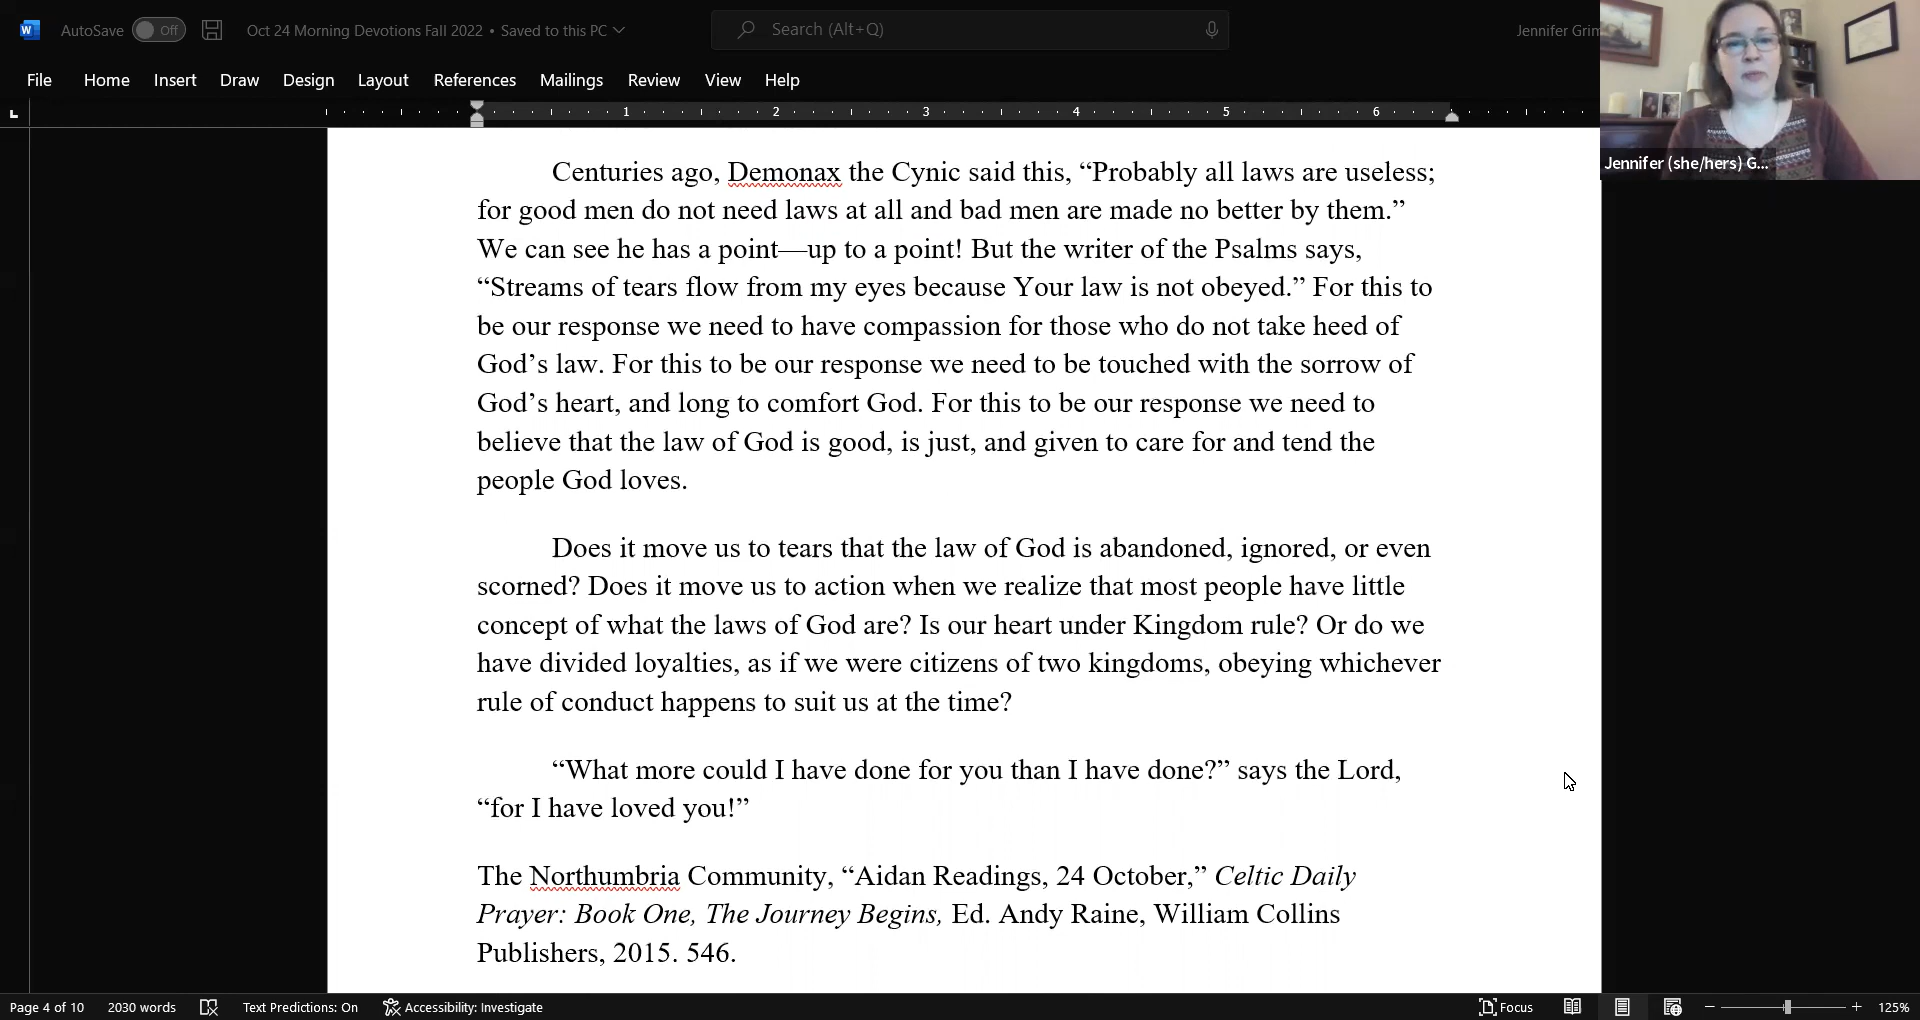 AutoSave Off Oct 24 Morning Devotions Fall 2022 • Saved to this PC Search (Alt+Q) Jennifer
File Home Insert Draw Design Layout References Mailings Review View Help
1 2 3 4 5 6
Jennifer (she/hers) G...
Centuries ago, Demonax the Cynic said this, “Probably all laws are useless;
for good men do not need laws at all and bad men are made no better by them.”
We can see he has a point—up to a point! But the writer of the Psalms says,
“Streams of tears flow from my eyes because Your law is not obeyed.” For this to
be our response we need to have compassion for those who do not take heed of
God’s law. For this to be our response we need to be touched with the sorrow of
God’s heart, and long to comfort God. For this to be our response we need to
believe that the law of God is good, is just, and given to care for and tend the
people God loves.
Does it move us to tears that the law of God is abandoned, ignored, or even
scorned? Does it move us to action when we realize that most people have little
concept of what the laws of God are? Is our heart under Kingdom rule? Or do we
have divided loyalties, as if we were citizens of two kingdoms, obeying whichever
rule of conduct happens to suit us at the time?
“What more could I have done for you than I have done?” says the Lord,
“for I have loved you!”
The Northumbria Community, “Aidan Readings, 24 October,” Celtic Daily
Prayer: Book One, The Journey Begins, Ed. Andy Raine, William Collins
Publishers, 2015. 546.
Page 4 of 10 2030 words Text Predictions: On Accessibility: Investigate Focus 125%